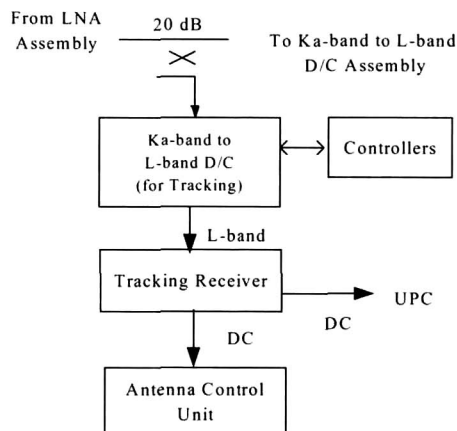 From LNA
Assembly
20 dB
To Ka-band to L-band
D/C Assembly
Ka-band to
L-band D/C
(for Tracking)
Controllers
L-band
Tracking Receiver
UPC
DC
DC
Antenna Control
Unit